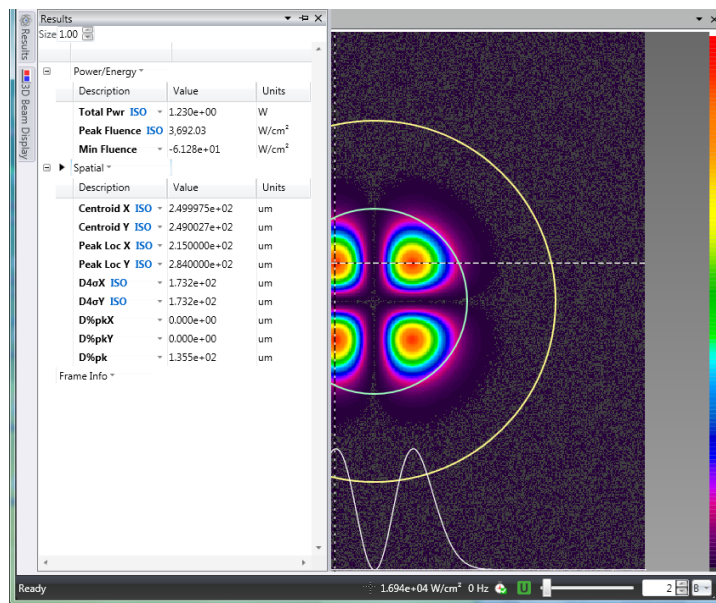 Results
Size 1.00
Results
3D Beam Display
Power/Energy
Description Value Units
Total Pwr ISO 1.230e+00 W
Peak Fluence ISO 3,692.03 W/cm²
Min Fluence -6.128e+01 W/cm²
Spatial
Description Value Units
Centroid X ISO 2.499975e+02 um
Centroid Y ISO 2.490027e+02 um
Peak Loc X ISO 2.150000e+02 um
Peak Loc Y ISO 2.840000e+02 um
D4σX ISO 1.732e+02 um
D4σY ISO 1.732e+02 um
D%pkX 0.000e+00 um
D%pkY 0.000e+00 um
D%pk 1.355e+02 um
Frame Info
Ready 1.694e+04 W/cm² 0 Hz U 2 B